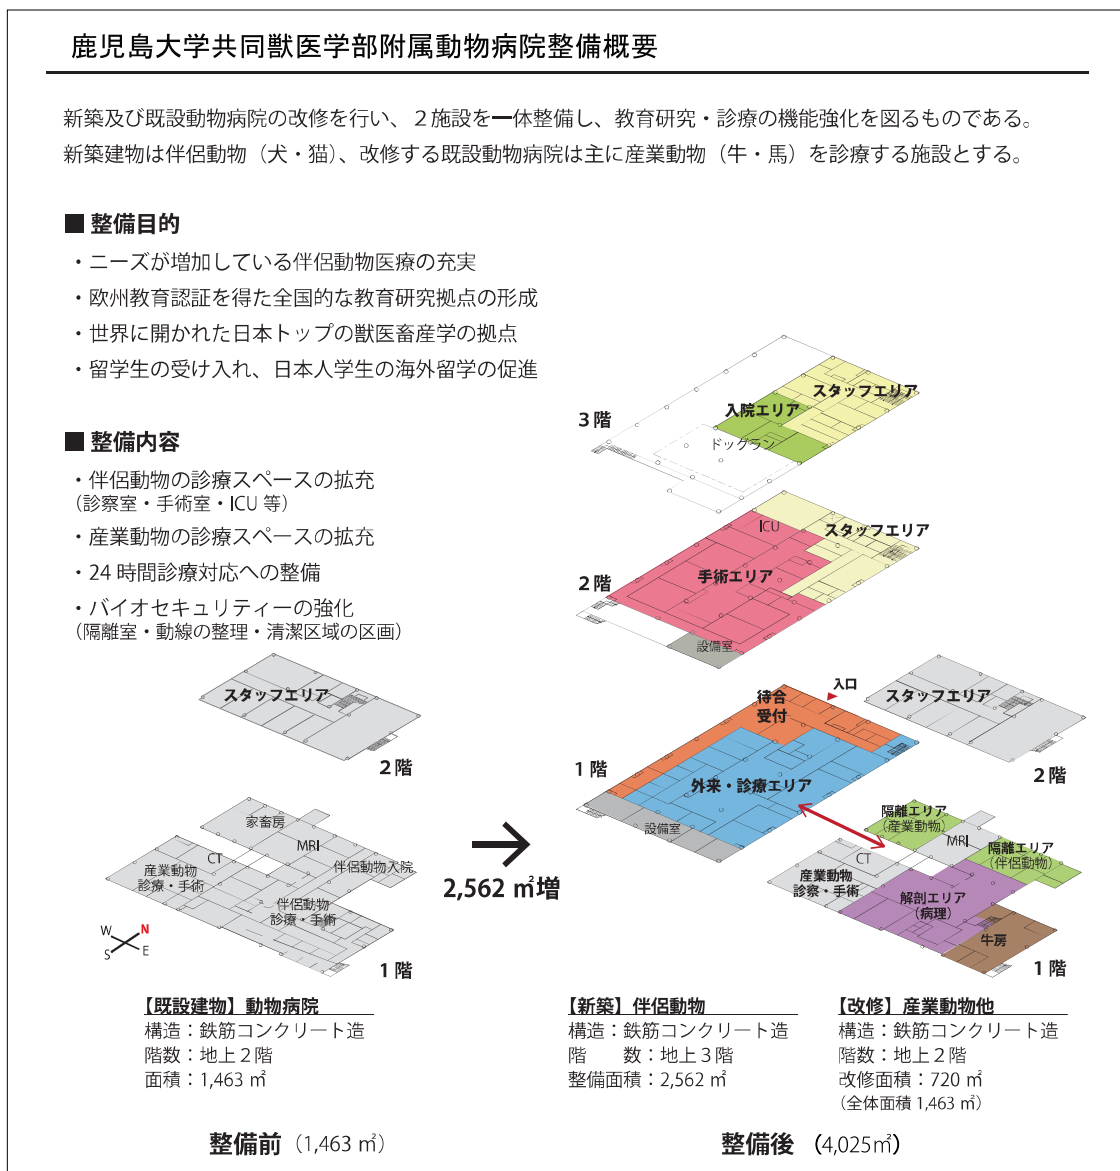 鹿児島大学共同獣医学部附属動物病院整備概要
新築及び既設動物病院の改修を行い、２施設を一体整備し、教育研究・診療の機能強化を図るものである。
新築建物は伴侶動物（犬・猫）、改修する既設動物病院は主に産業動物（牛・馬）を診療する施設とする。
■ 整備目的
・ニーズが増加している伴侶動物医療の充実
・欧州教育認証を得た全国的な教育研究拠点の形成
・世界に開かれた日本トップの獣医畜産学の拠点
・留学生の受け入れ、日本人学生の海外留学の促進
■ 整備内容
・伴侶動物の診療スペースの拡充
（診察室・手術室・ICU 等）
・産業動物の診療スペースの拡充
・24 時間診療対応への整備
・バイオセキュリティーの強化
（隔離室・動線の整理・清潔区域の区画）
スタッフエリア
２階
家畜房
MRI
CT
伴侶動物入院
産業動物
診療・手術
伴侶動物
診療・手術
W
N
S
E
1 階
2,562 ㎡増
3 階
スタッフエリア
入院エリア
ドッグラン
2 階
ICU
スタッフエリア
手術エリア
設備室
1 階
入口
待合
受付
外来・診療エリア
設備室
スタッフエリア
２階
隔離エリア
（産業動物）
MRI
隔離エリア
（伴侶動物）
CT
産業動物
診察・手術
解剖エリア
（病理）
牛房
1 階
【既設建物】動物病院
構造：鉄筋コンクリート造
階数：地上２階
面積：1,463 ㎡
【新築】伴侶動物
構造：鉄筋コンクリート造
階　　数：地上３階
整備面積：2,562 ㎡
【改修】産業動物他
構造：鉄筋コンクリート造
階数：地上２階
改修面積：720 ㎡
（全体面積 1,463 ㎡）
整備前（1,463 ㎡）
整備後（4,025㎡）